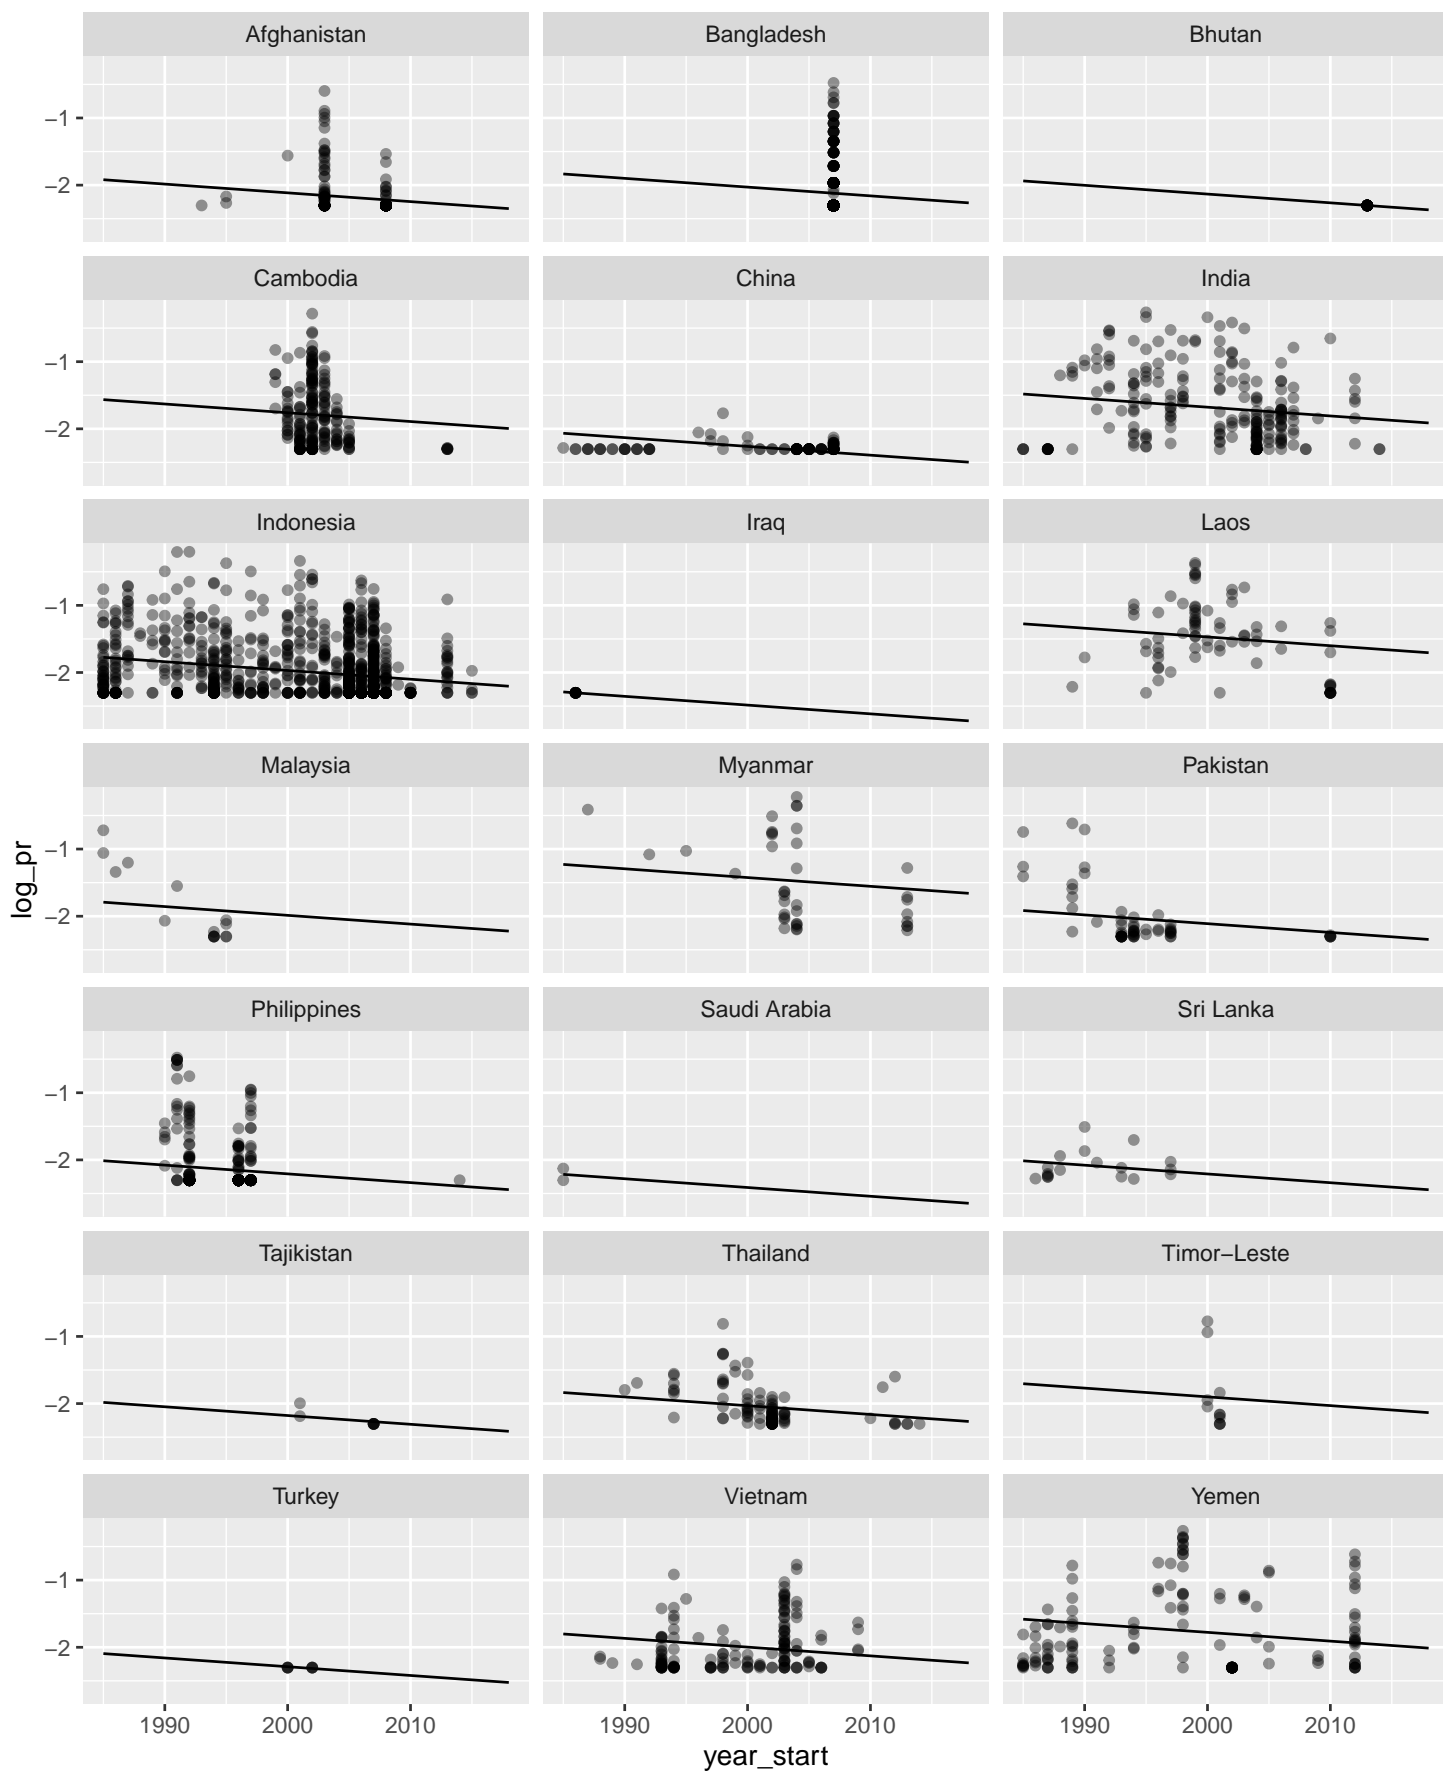 Afghanistan
Bangladesh
Bhutan
−1
−2
Cambodia
China
India
−1
−2
Indonesia
Iraq
Laos
−1
−2
Malaysia
Myanmar
Pakistan
−1
−2
log_pr
Philippines
Saudi Arabia
Sri Lanka
−1
−2
Tajikistan
Thailand
Timor−Leste
−1
−2
Turkey
Vietnam
Yemen
−1
−2
1990 2000 2010
1990 2000 2010
1990 2000 2010
year_start